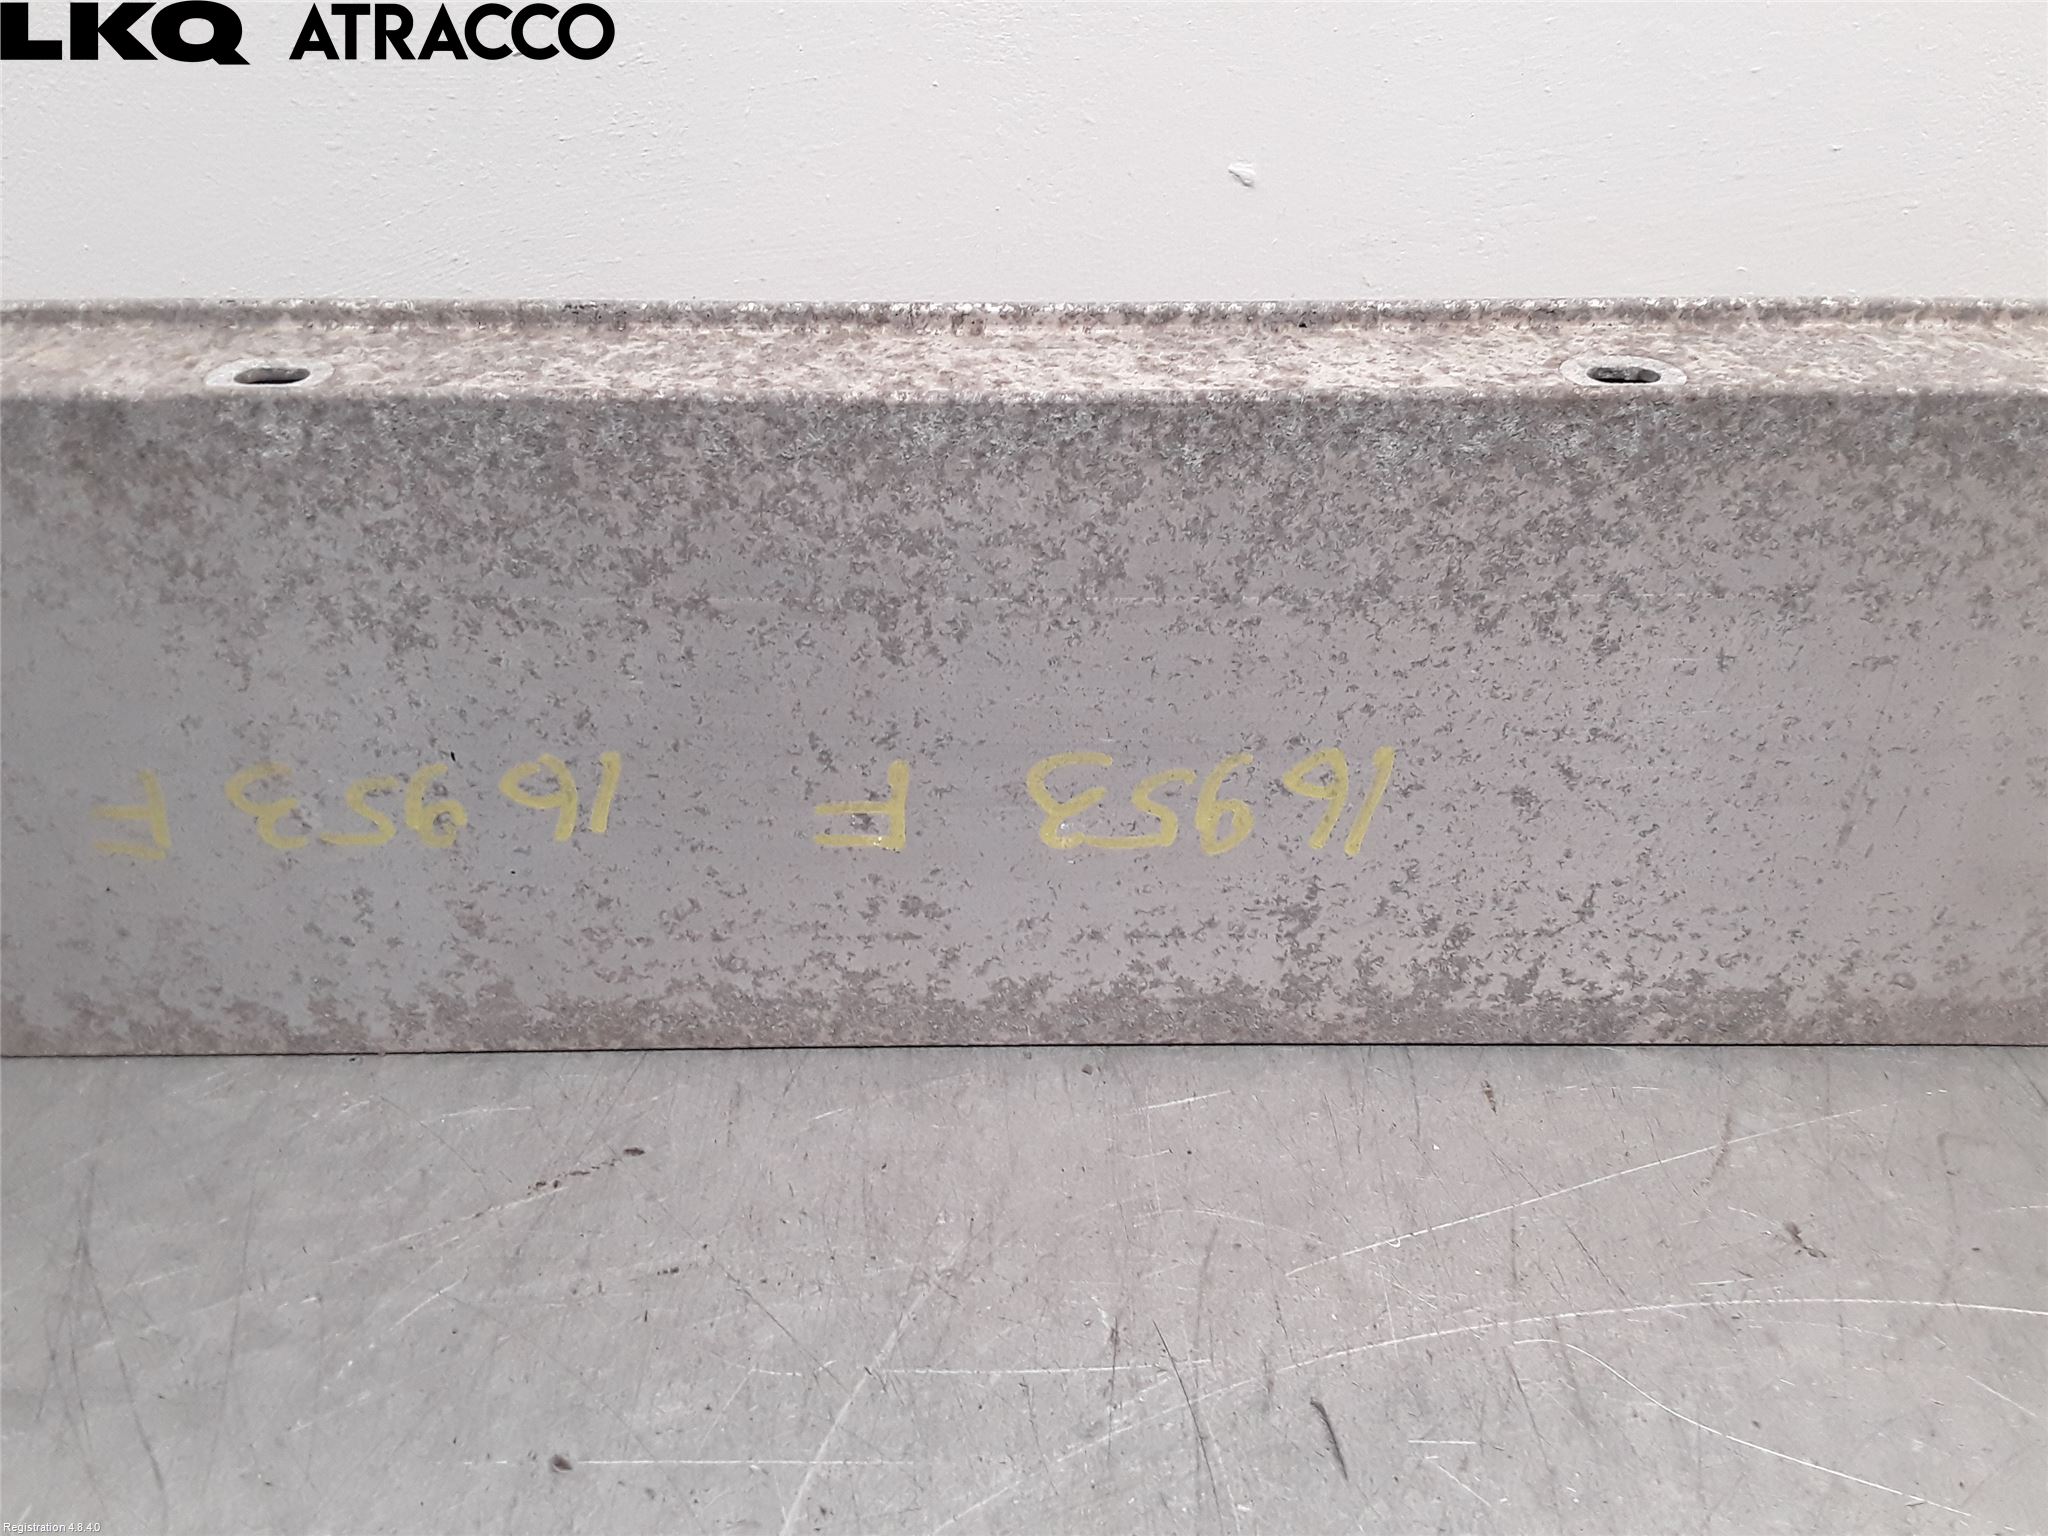 LKQ ATRACCO
16953 F 16953 F
Registration 4.8.4.0